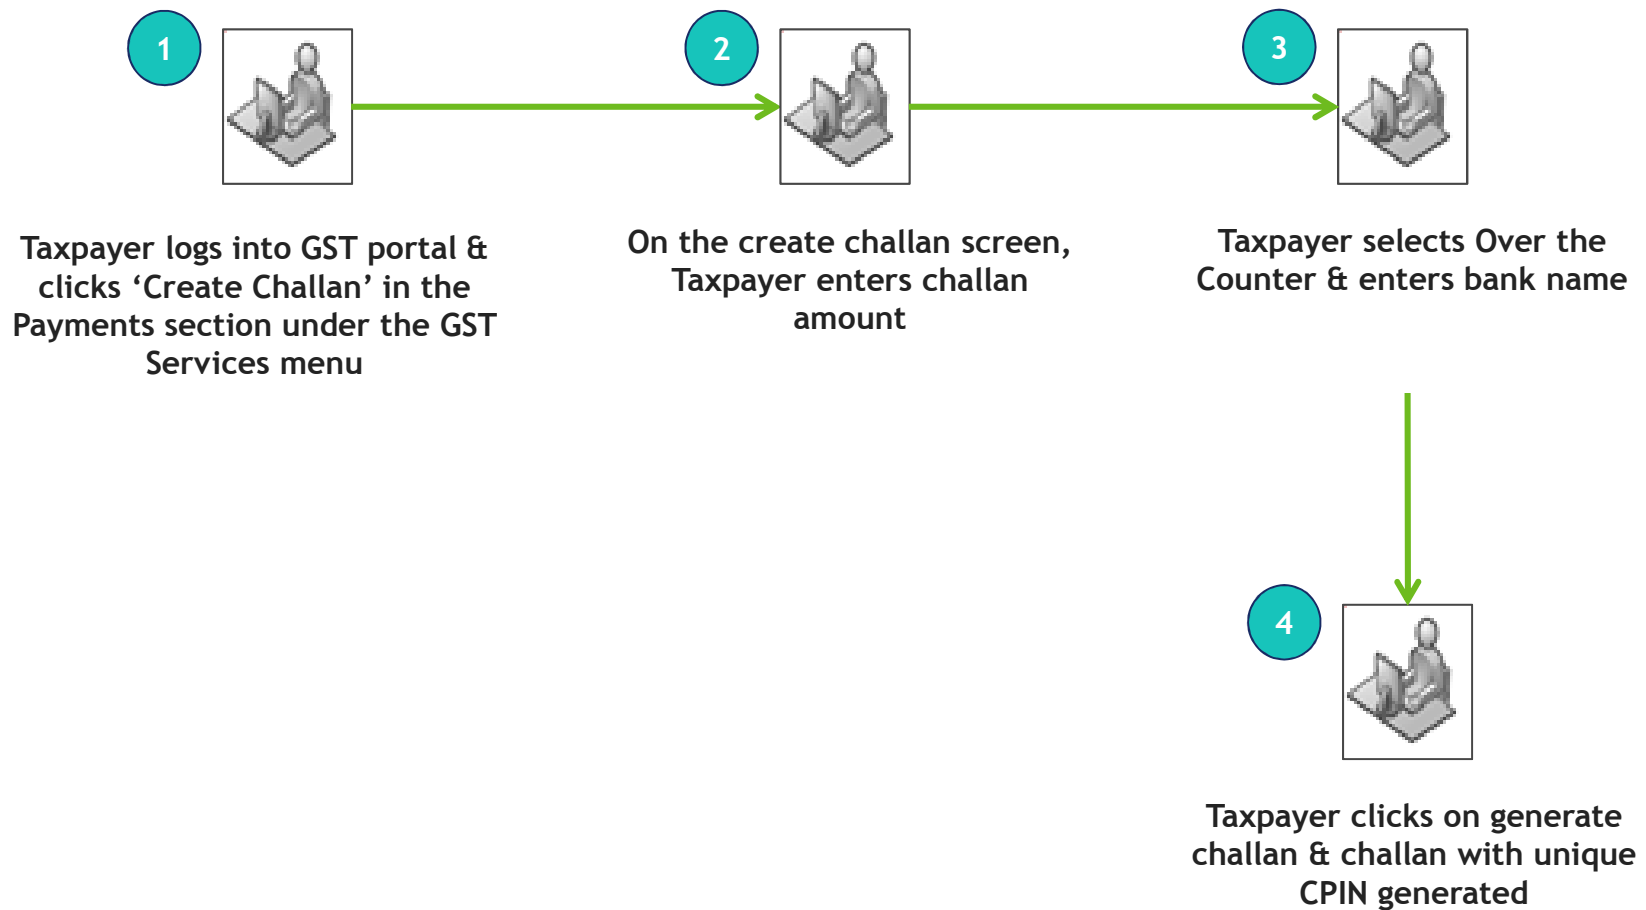 1
Taxpayer logs into GST portal &
clicks ‘Create Challan’ in the
Payments section under the GST
Services menu
2
On the create challan screen,
Taxpayer enters challan
amount
3
Taxpayer selects Over the
Counter & enters bank name
4
Taxpayer clicks on generate
challan & challan with unique
CPIN generated